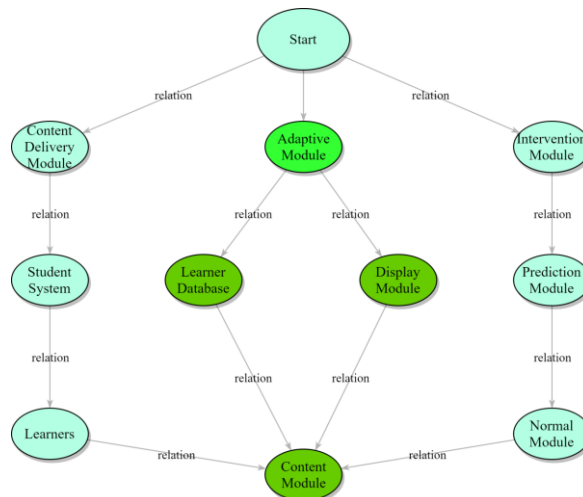 Start
relation
relation
Content
Delivery
Module
Adaptive
Module
Intervention
Module
relation
relation
relation
relation
Student
System
Learner
Database
Display
Module
Prediction
Module
relation
relation
relation
relation
Learners
Normal
Module
relation
relation
Content
Module